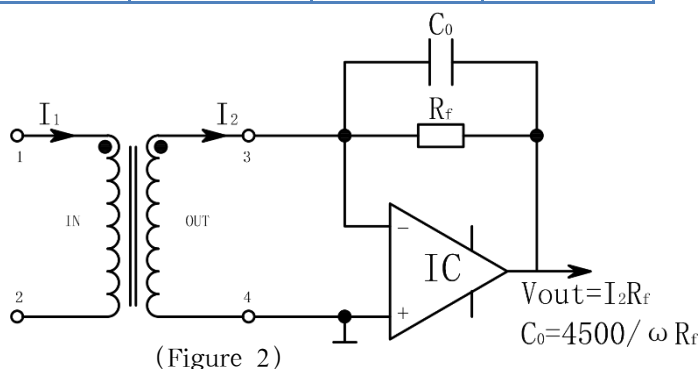 C₀
I₁
I₂
R_f
1
3
IN
OUT
−
IC
2
4
+
Vout=I₂R_f
C₀=4500/ωR_f
(Figure 2)